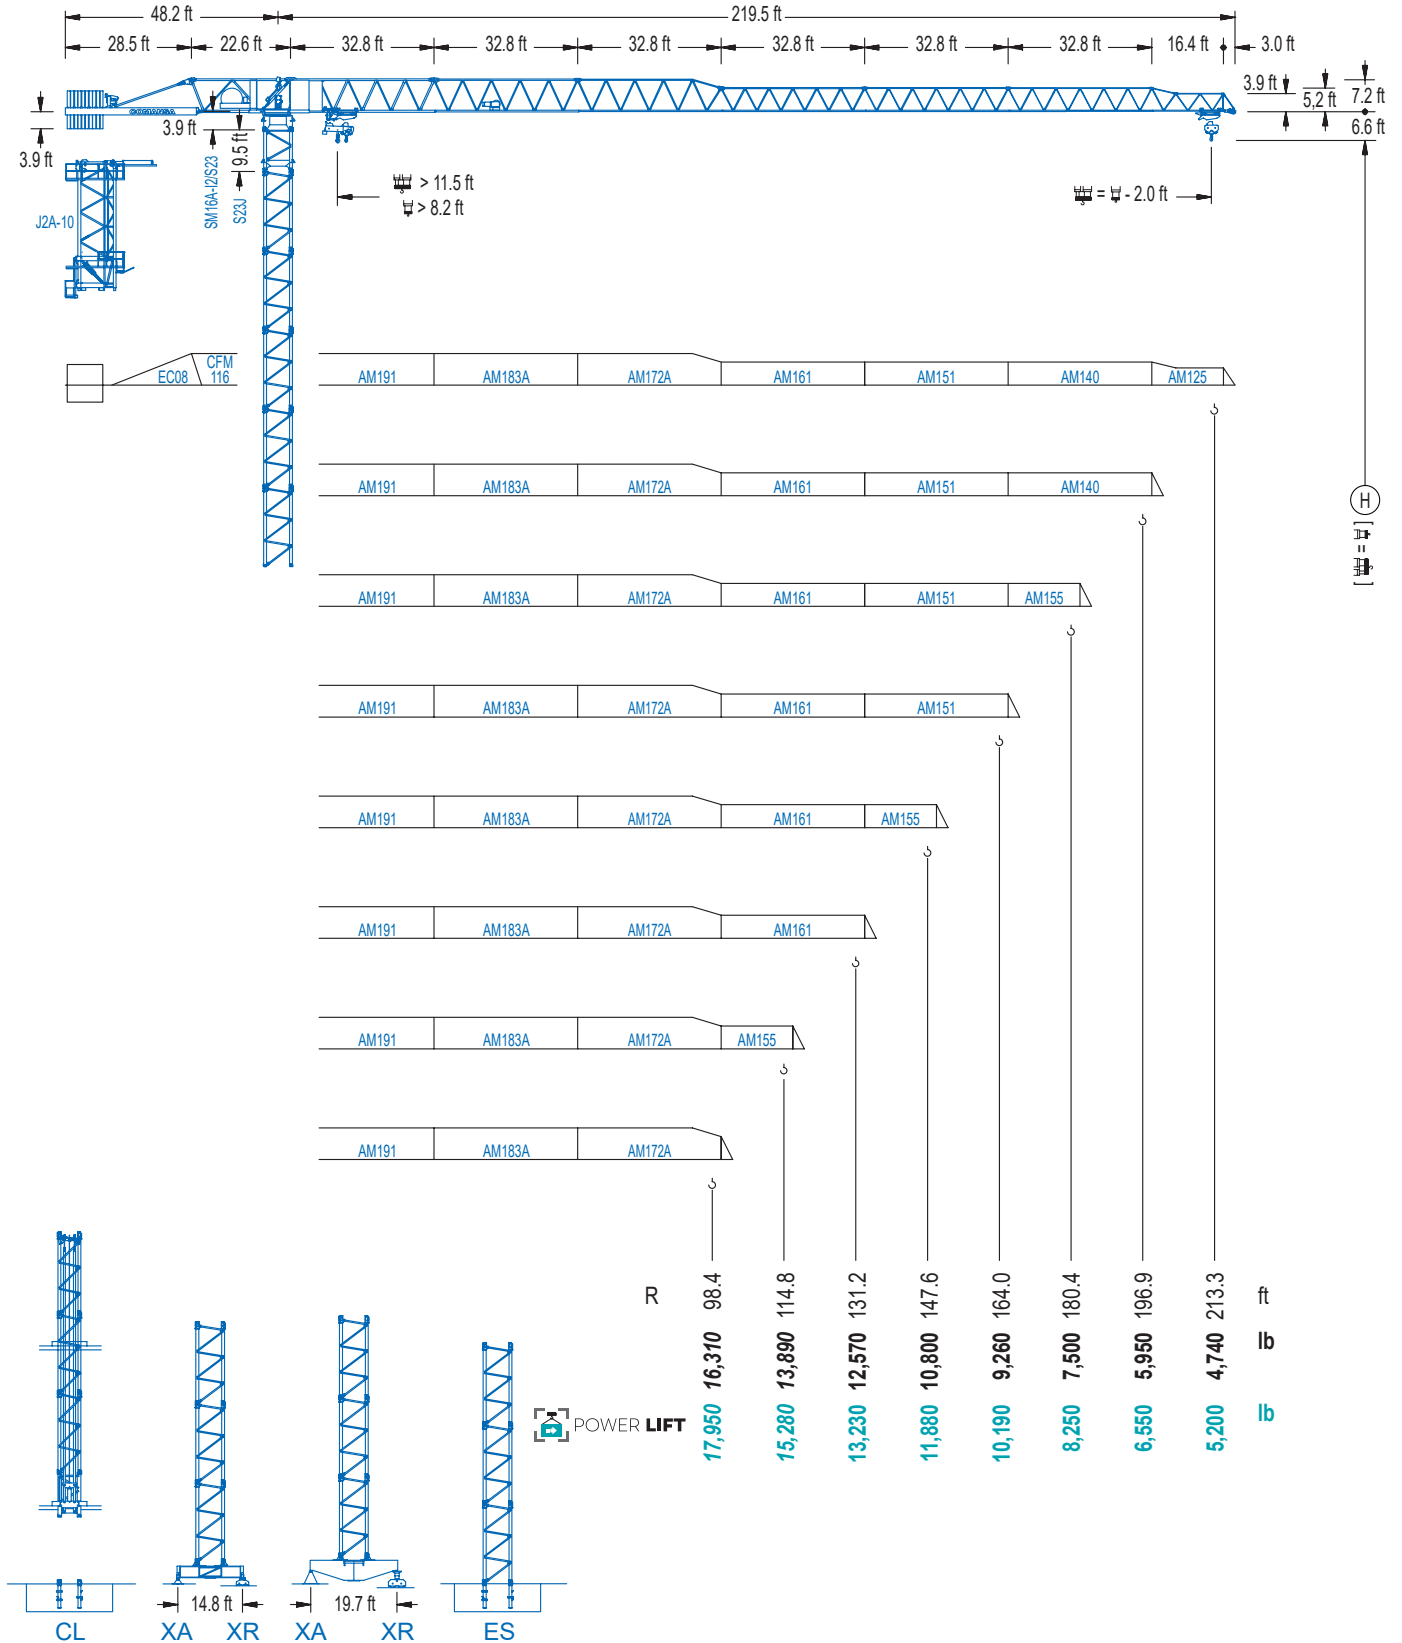 48.2 ft 219.5 ft
28.5 ft 22.6 ft 32.8 ft 32.8 ft 32.8 ft 32.8 ft 32.8 ft 32.8 ft 16.4 ft 3.0 ft
COMANSA
3.9 ft 5,2 ft 7.2 ft
6.6 ft
3.9 ft
3.9 ft
9.5 ft
SM16A-I2/S23
S23J
J2A-10
> 11.5 ft
> 8.2 ft
= - 2.0 ft
EC08 CFM
116
AM191 AM183A AM172A AM161 AM151 AM140 AM125
AM191 AM183A AM172A AM161 AM151 AM140
H
[ = ]
AM191 AM183A AM172A AM161 AM151 AM155
AM191 AM183A AM172A AM161 AM151
AM191 AM183A AM172A AM161 AM155
AM191 AM183A AM172A AM161
AM191 AM183A AM172A AM155
AM191 AM183A AM172A
R 98.4 114.8 131.2 147.6 164.0 180.4 196.9 213.3 ft
16,310 13,890 12,570 10,800 9,260 7,500 5,950 4,740 lb
POWER LIFT 17,950 15,280 13,230 11,880 10,190 8,250 6,550 5,200 lb
14.8 ft 19.7 ft
CL XA XR XA XR ES